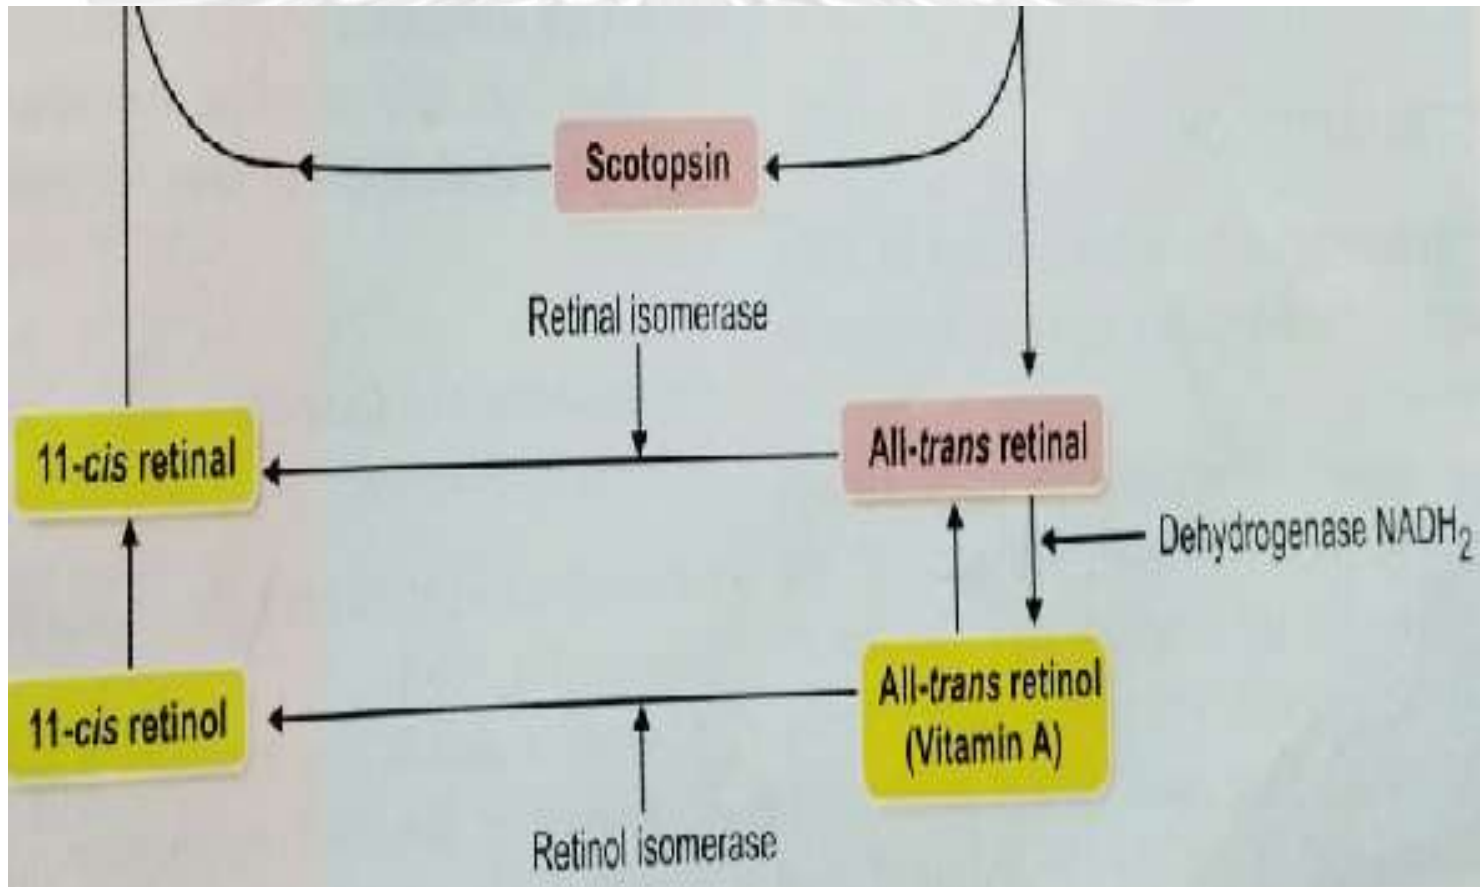 Scotopsin
Retinal isomerase
11-cis retinal
All-trans retinal
Dehydrogenase NADH₂
11-cis retinol
All-trans retinol
(Vitamin A)
Retinol isomerase